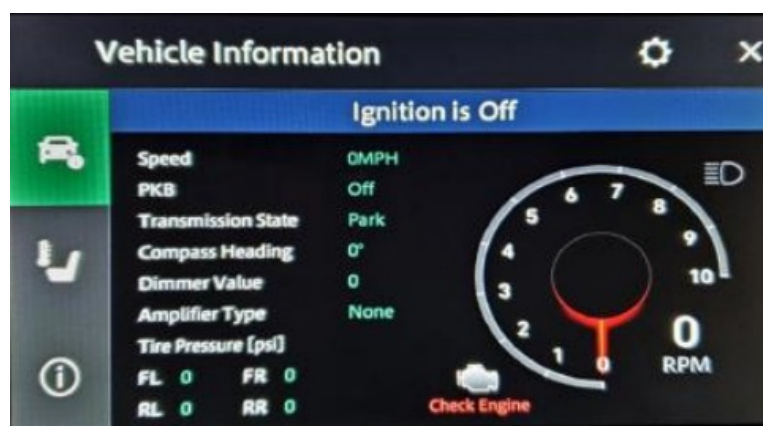 Vehicle Information
Ignition is Off
Speed 0MPH
PKB Off
Transmission State Park
Compass Heading 0°
Dimmer Value 0
Amplifier Type None
Tire Pressure [psi]
FL 0 FR 0
RL 0 RR 0
0 1 2 3 4 5 6 7 8 9 10
0
RPM
Check Engine